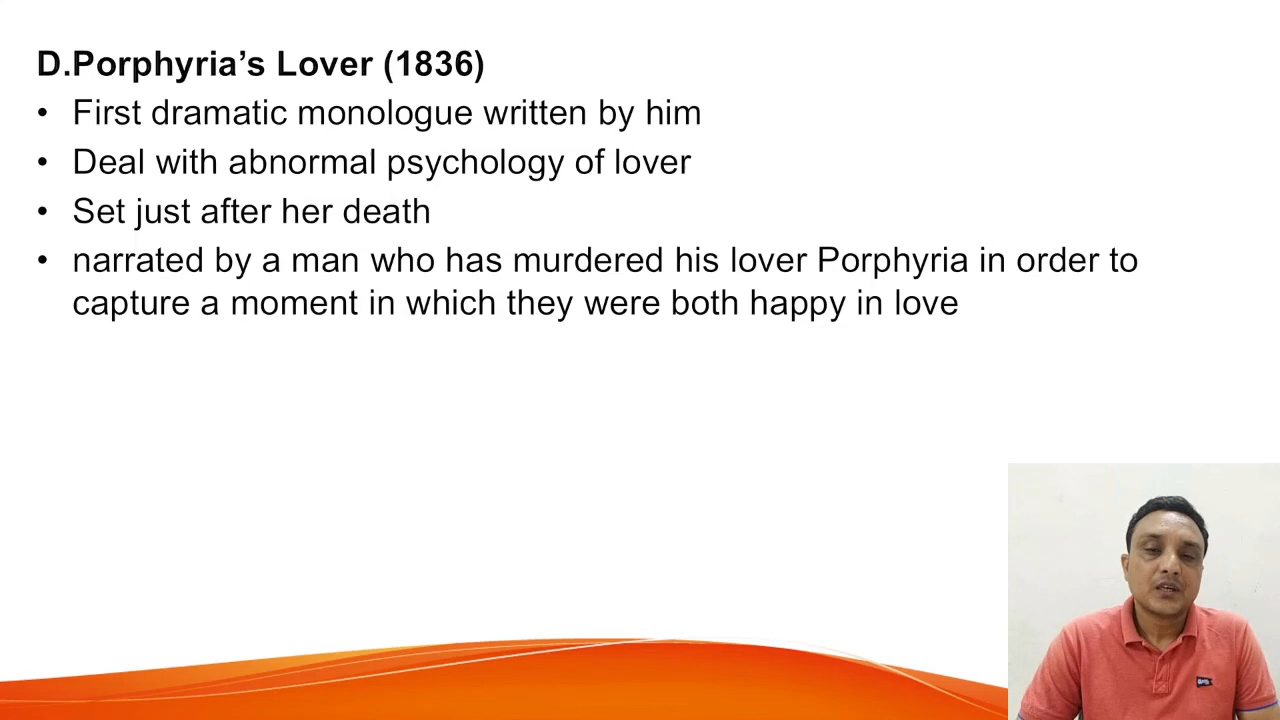 D.Porphyria’s Lover (1836)
• First dramatic monologue written by him
• Deal with abnormal psychology of lover
• Set just after her death
• narrated by a man who has murdered his lover Porphyria in order to
capture a moment in which they were both happy in love